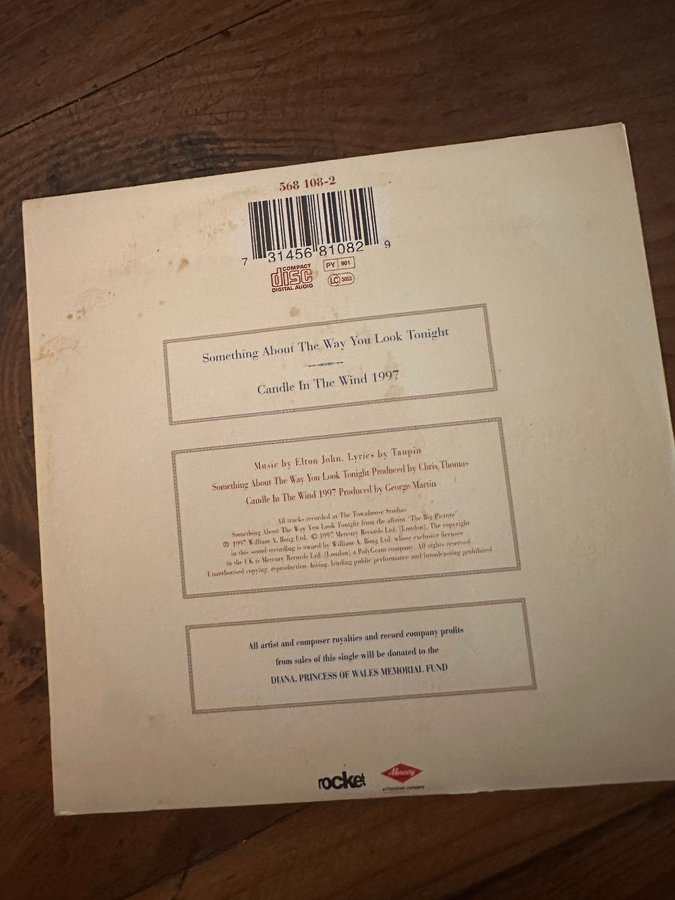 568 108-2
7 31456 81082 9
COMPACT
disc
DIGITAL AUDIO
PY 901
LC 3653
Something About The Way You Look Tonight
Candle In The Wind 1997
Music by Elton John. Lyrics by Taupin
Something About The Way You Look Tonight Produced by Chris Thomas
Candle In The Wind 1997 Produced by George Martin
All tracks recorded at The Townhouse Studios
Something About The Way You Look Tonight from the album "The Big Picture"
℗ 1997 William A. Bong Ltd. © 1997 Mercury Records Ltd. (London). The copyright
in this sound recording is owned by William A. Bong Ltd. whose exclusive licensee
in the UK is Mercury Records Ltd. (London) a PolyGram company. All rights reserved
Unauthorised copying, reproduction, hiring, lending public performance and broadcasting prohibited
All artist and composer royalties and record company profits
from sales of this single will be donated to the
DIANA, PRINCESS OF WALES MEMORIAL FUND
rocket
Mercury
a PolyGram company